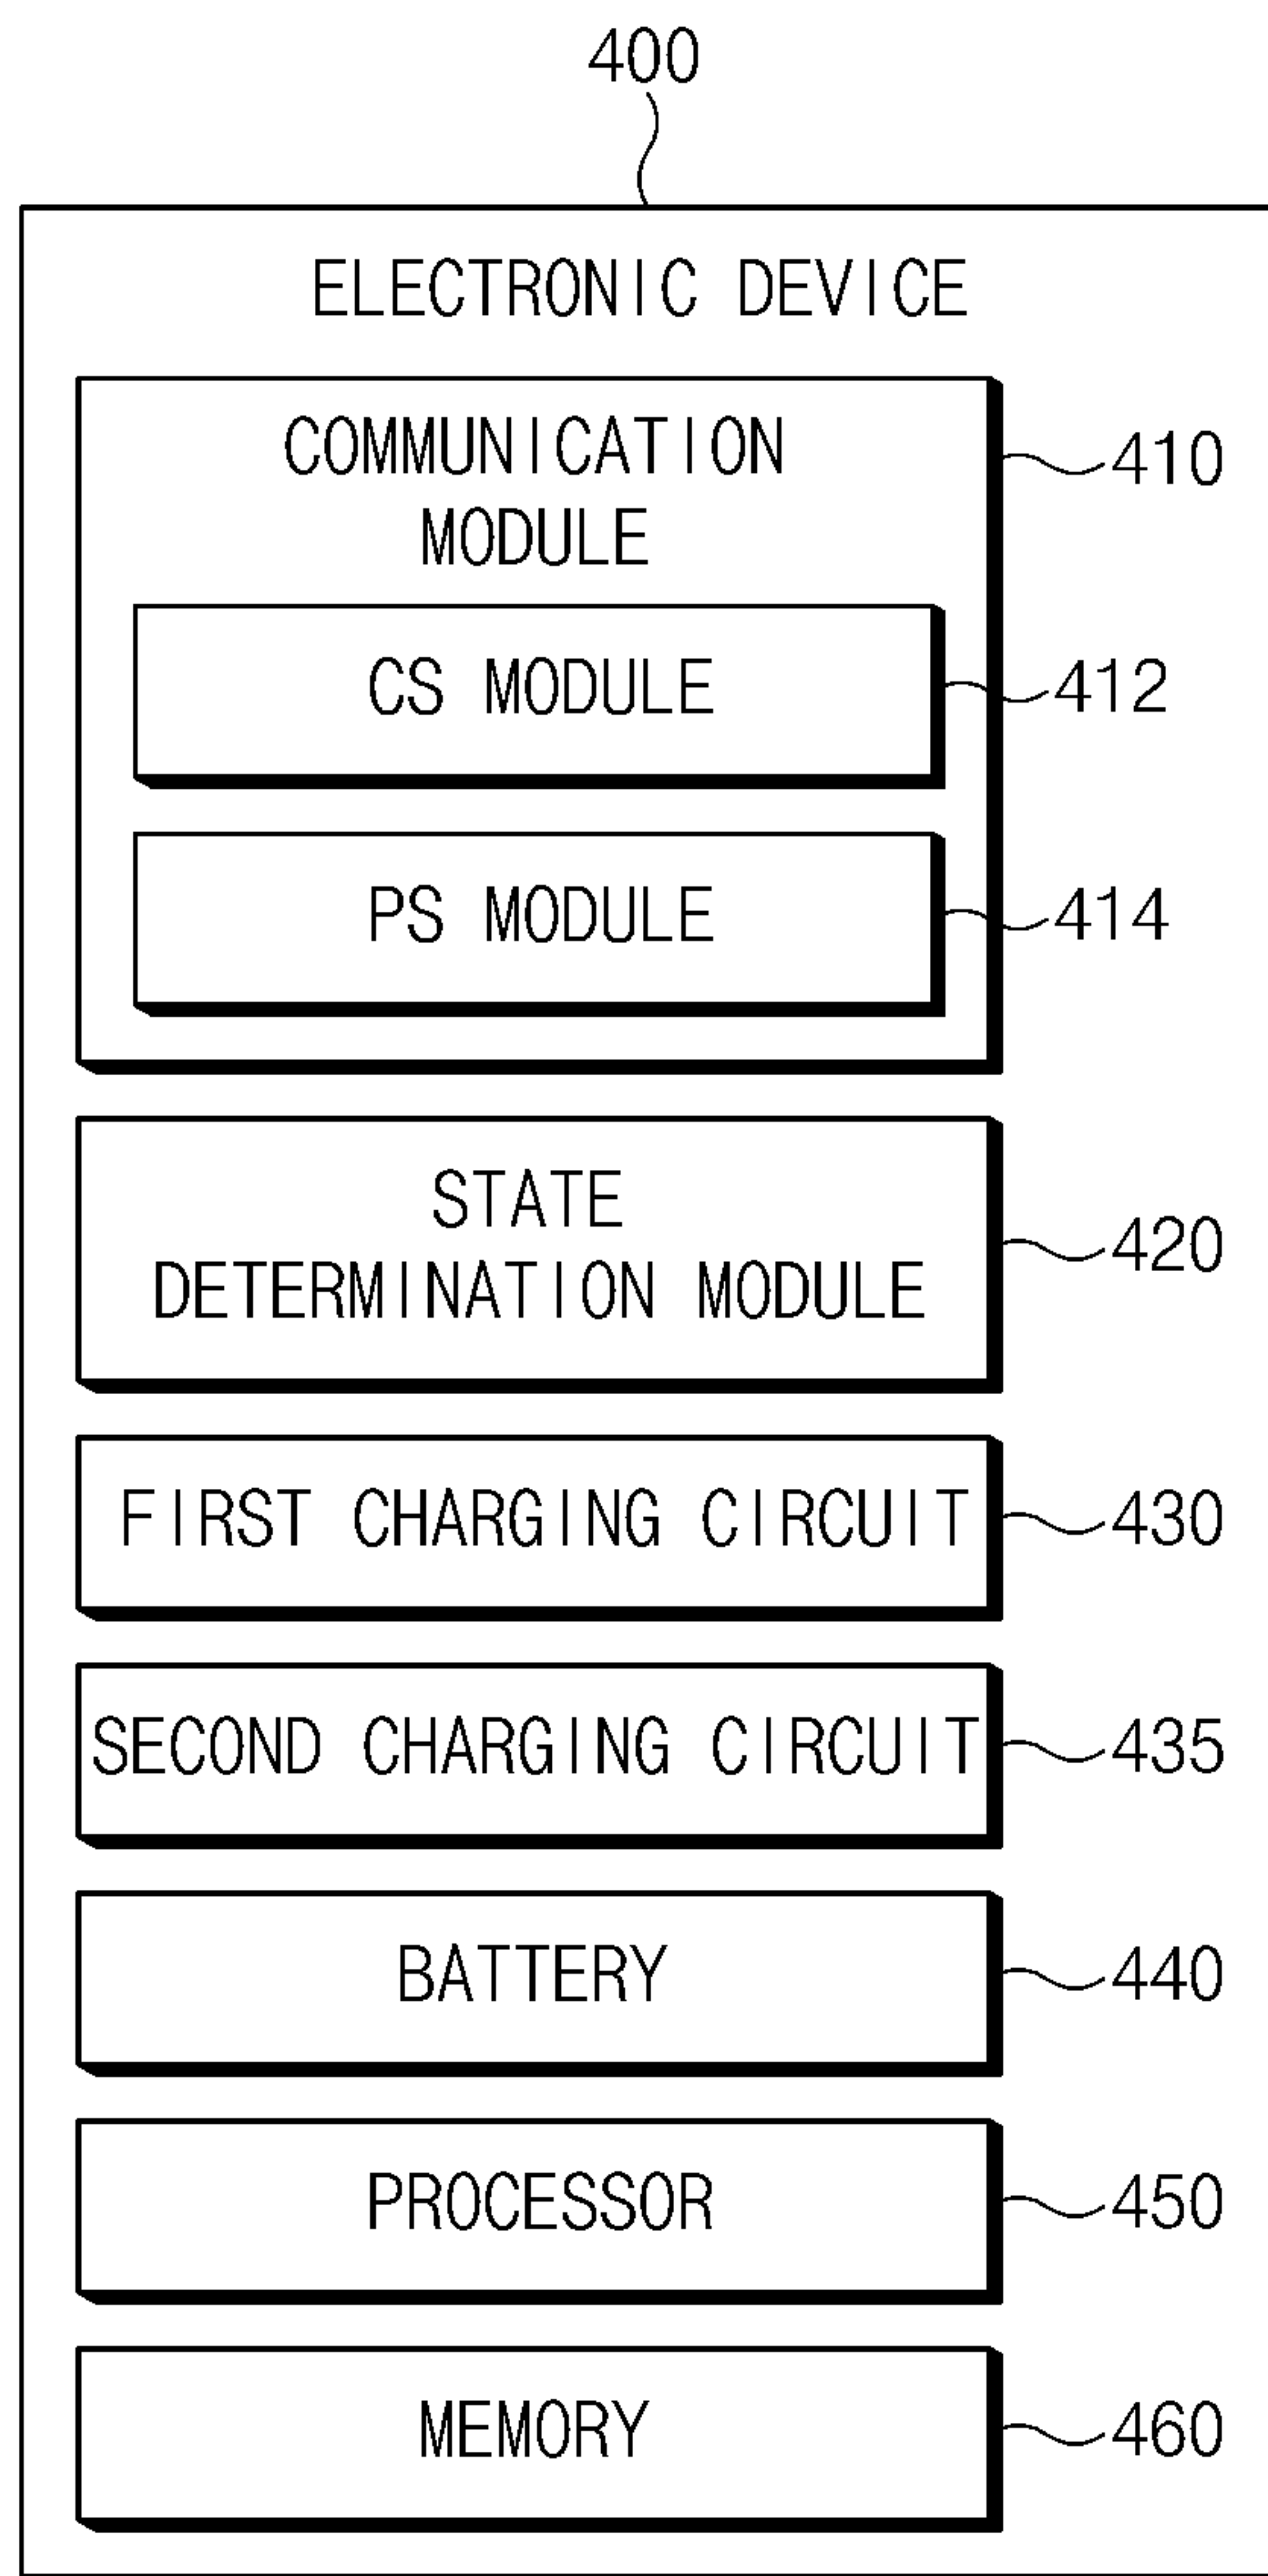 400
ELECTRONIC DEVICE
COMMUNICATION
MODULE
410
CS MODULE
412
PS MODULE
414
STATE
DETERMINATION MODULE
420
FIRST CHARGING CIRCUIT
430
SECOND CHARGING CIRCUIT
435
BATTERY
440
PROCESSOR
450
MEMORY
460